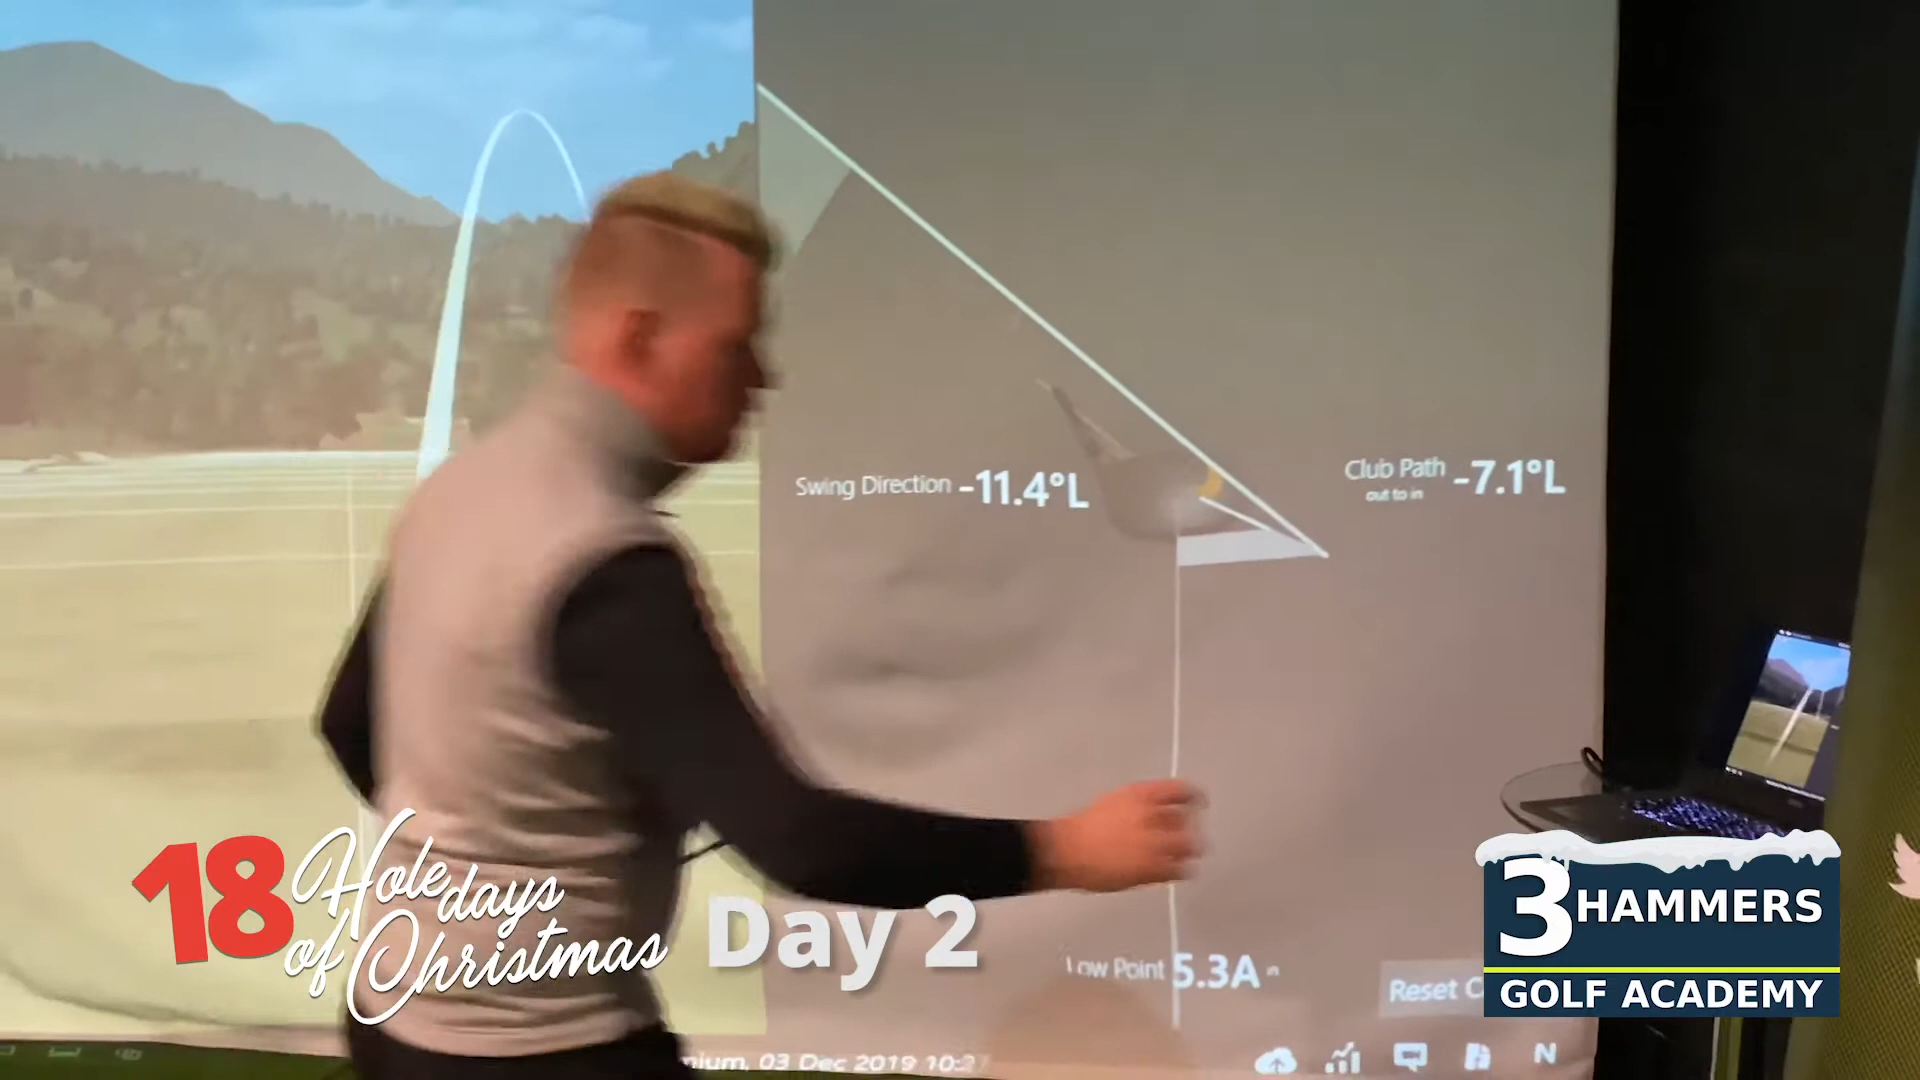 Swing Direction -11.4°L
Club Path -7.1°L
out to in
18 Hole days
of Christmas
Day 2
Low Point 5.3A
Reset
3 HAMMERS
GOLF ACADEMY
03 Dec 2019
N